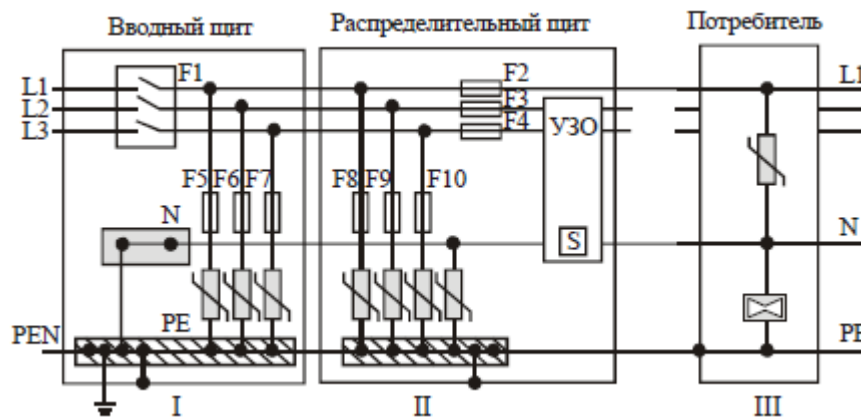 Вводный щит
Распределительный щит
Потребитель
F1
F2
L1
L1
L2
F3
L3
F4
УЗО
F5 F6 F7
F8 F9 F10
N
S
N
PE
PEN
PE
I
II
III